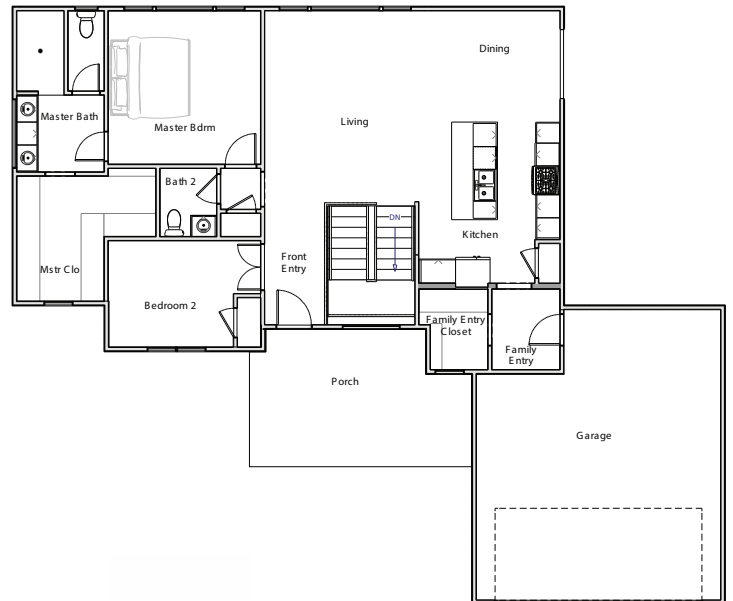 Dining
Master Bath
Living
Master Bdrm
Bath 2
DN
Kitchen
Front
Entry
Mstr Clo
Bedroom 2
Family Entry
Closet
Family
Entry
Porch
Garage